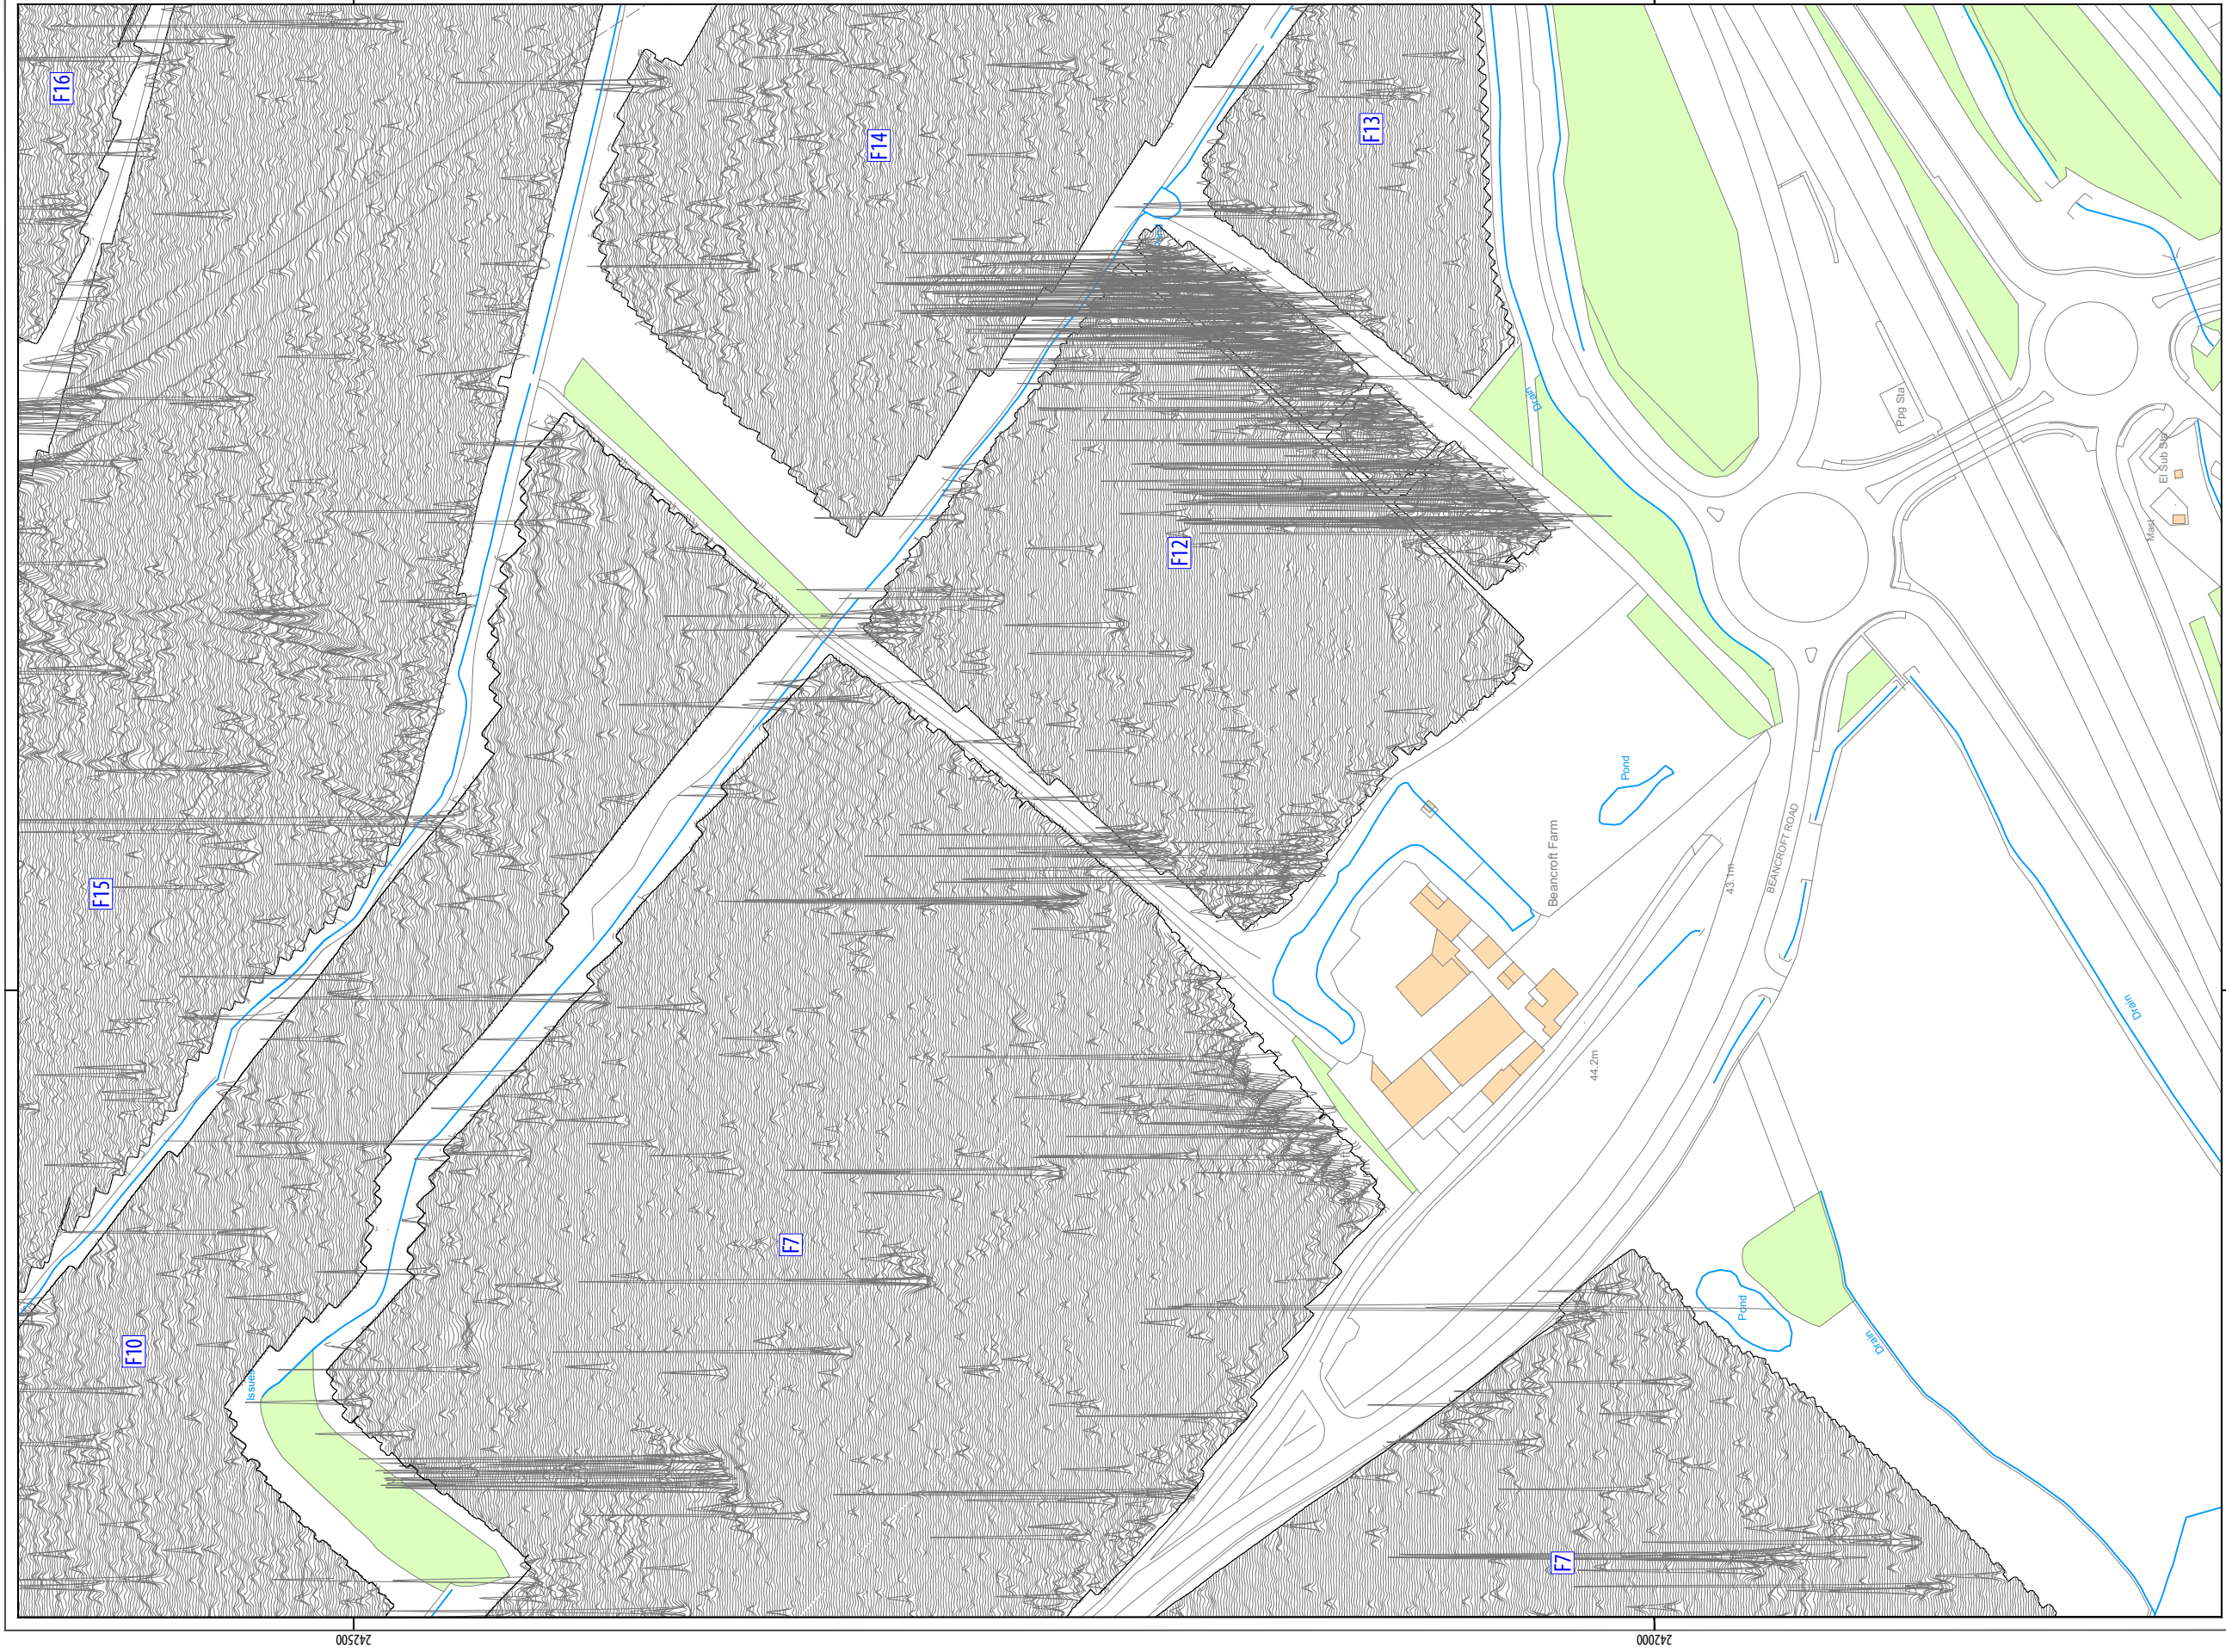 F16
F14
F13
F15
F12
F10
F7
F7
Pond
Drain
Ppg Sta
El Sub Sta
Mast
Pond
Beancroft Farm
BEANCROFT ROAD
43.1m
44.2m
Drain
Pond
Drain
Issues
242500
242000